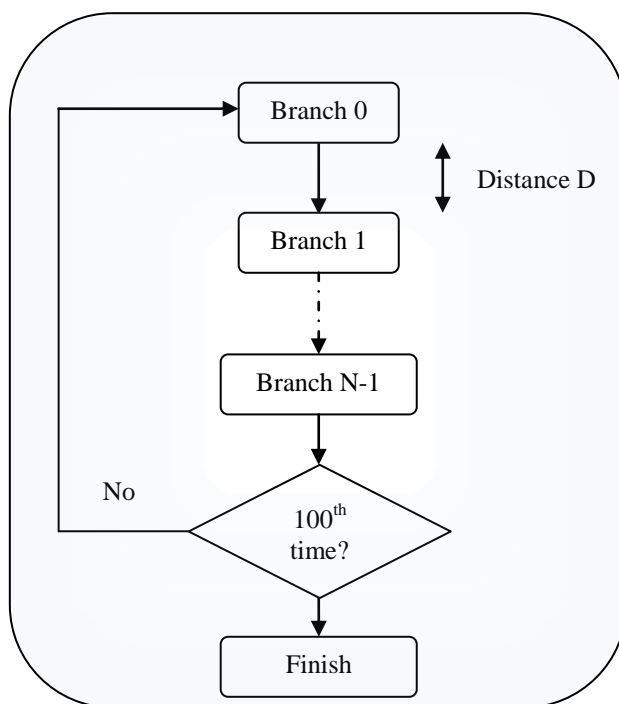 Branch 0
Distance D
Branch 1
Branch N-1
No
100th
time?
Finish